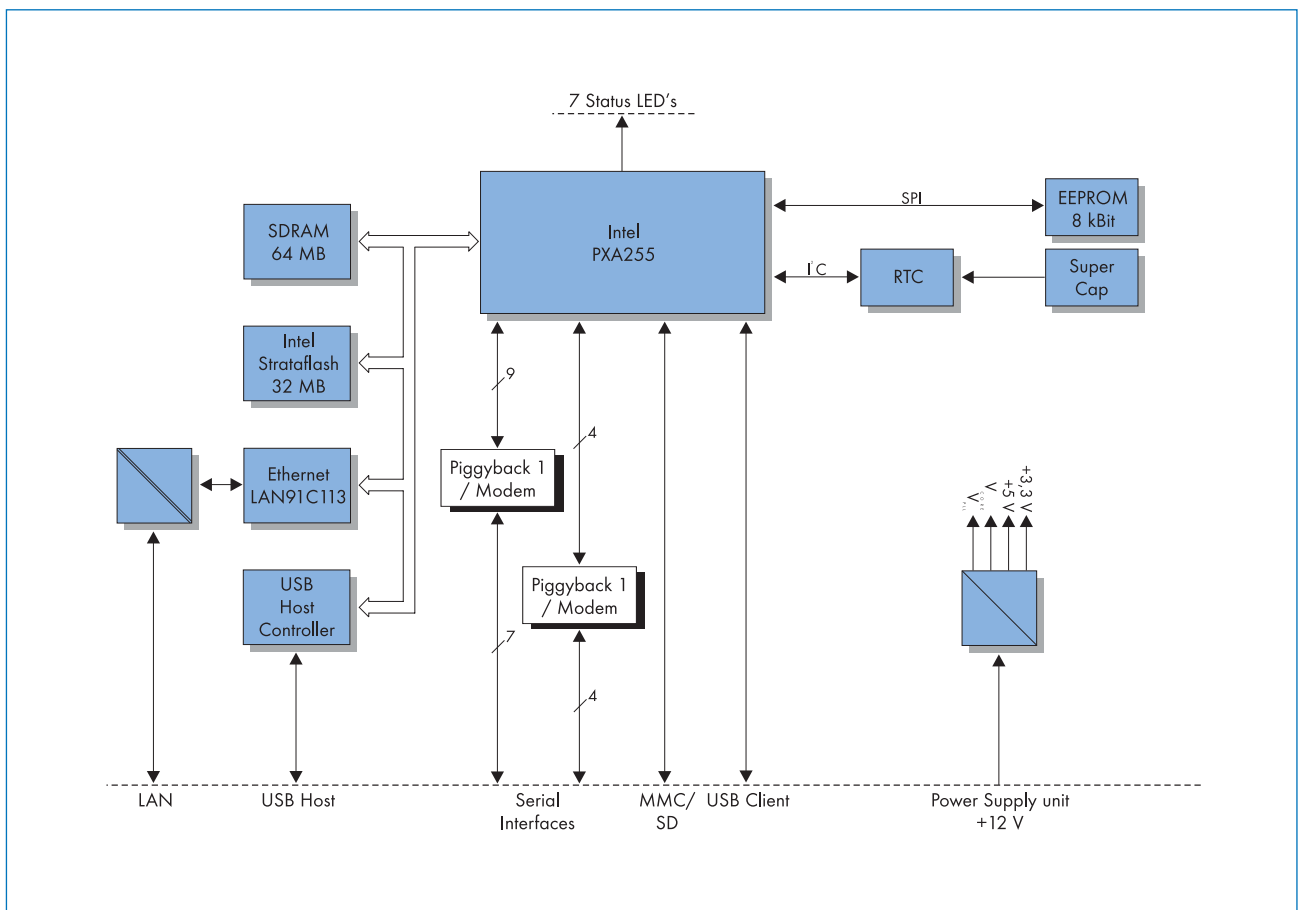 7 Status LED's
SDRAM
64 MB
Intel
PXA255
SPI
EEPROM
8 kBit
I²C
RTC
Super
Cap
Intel
Strataflash
32 MB
9
4
Ethernet
LAN91C113
Piggyback 1
/ Modem
+3,3 V
+5 V
V CORE
V PLL
USB
Host
Controller
Piggyback 1
/ Modem
7
4
LAN
USB Host
Serial
Interfaces
MMC/
SD
USB Client
Power Supply unit
+12 V